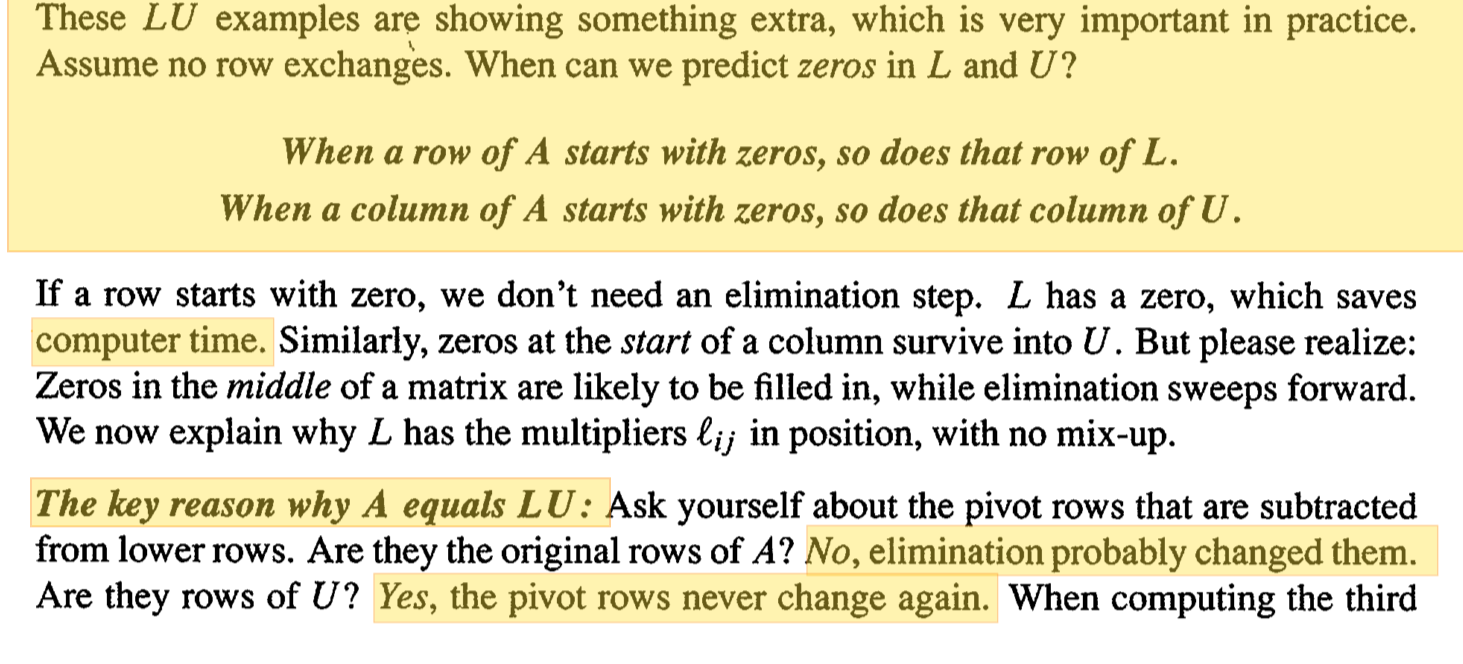 These LU examples are showing something extra, which is very important in practice.
Assume no row exchanges. When can we predict zeros in L and U?
When a row of A starts with zeros, so does that row of L.
When a column of A starts with zeros, so does that column of U.
If a row starts with zero, we don't need an elimination step. L has a zero, which saves
computer time. Similarly, zeros at the start of a column survive into U. But please realize:
Zeros in the middle of a matrix are likely to be filled in, while elimination sweeps forward.
We now explain why L has the multipliers ℓij in position, with no mix-up.
The key reason why A equals LU: Ask yourself about the pivot rows that are subtracted
from lower rows. Are they the original rows of A? No, elimination probably changed them.
Are they rows of U? Yes, the pivot rows never change again. When computing the third